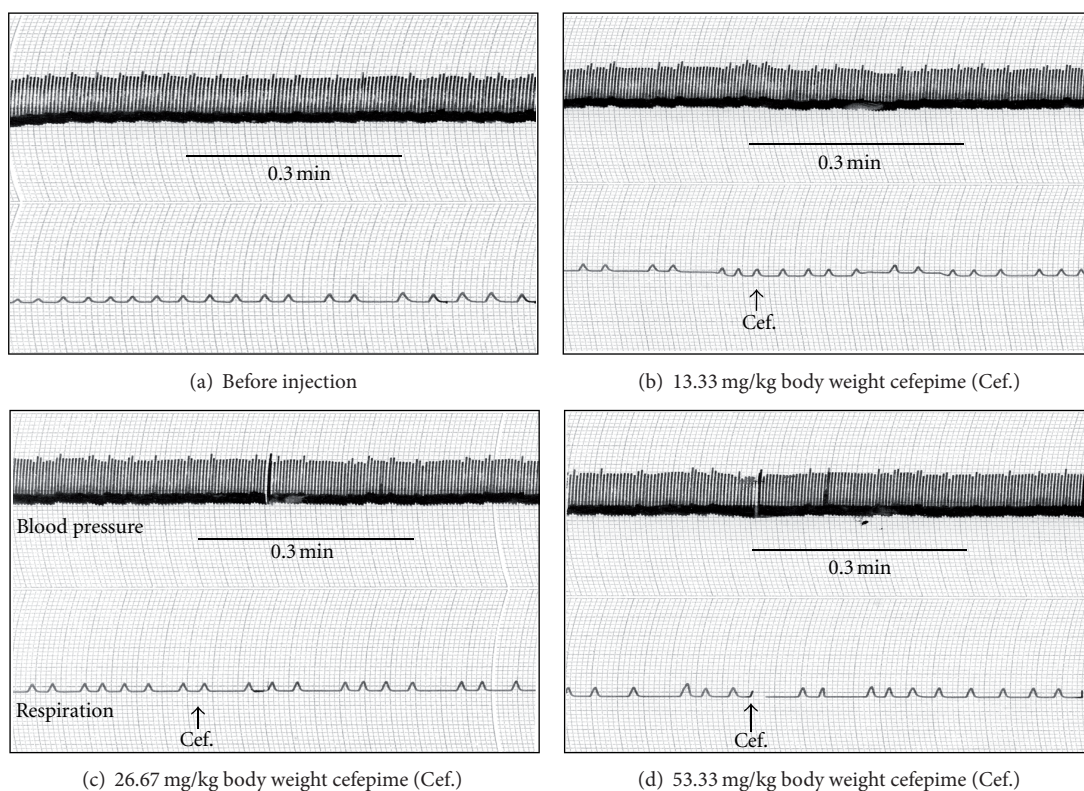 0.3 min
(a) Before injection
0.3 min
Cef.
(b) 13.33 mg/kg body weight cefepime (Cef.)
Blood pressure
0.3 min
Respiration
Cef.
(c) 26.67 mg/kg body weight cefepime (Cef.)
0.3 min
Cef.
(d) 53.33 mg/kg body weight cefepime (Cef.)